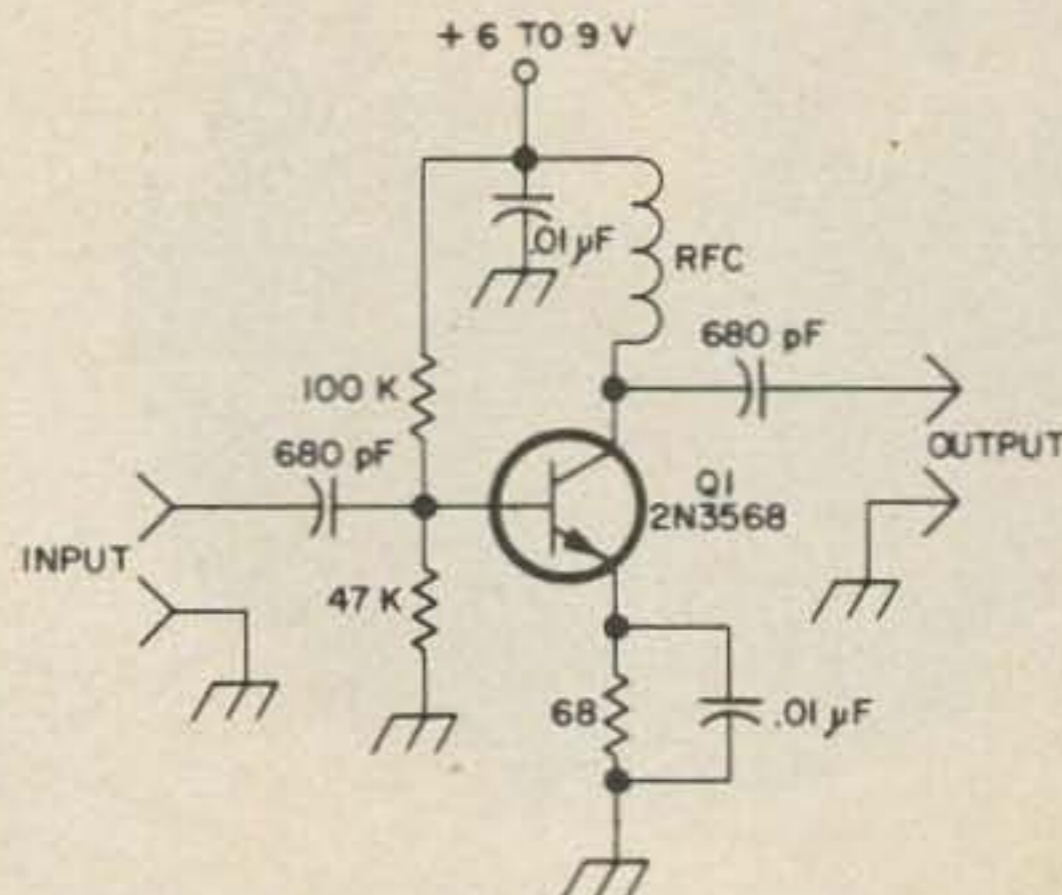 + 6 TO 9 V
.01 µF
RFC
680 pF
100 K
680 pF
OUTPUT
Q1
2N3568
INPUT
47 K
68
.01 µF